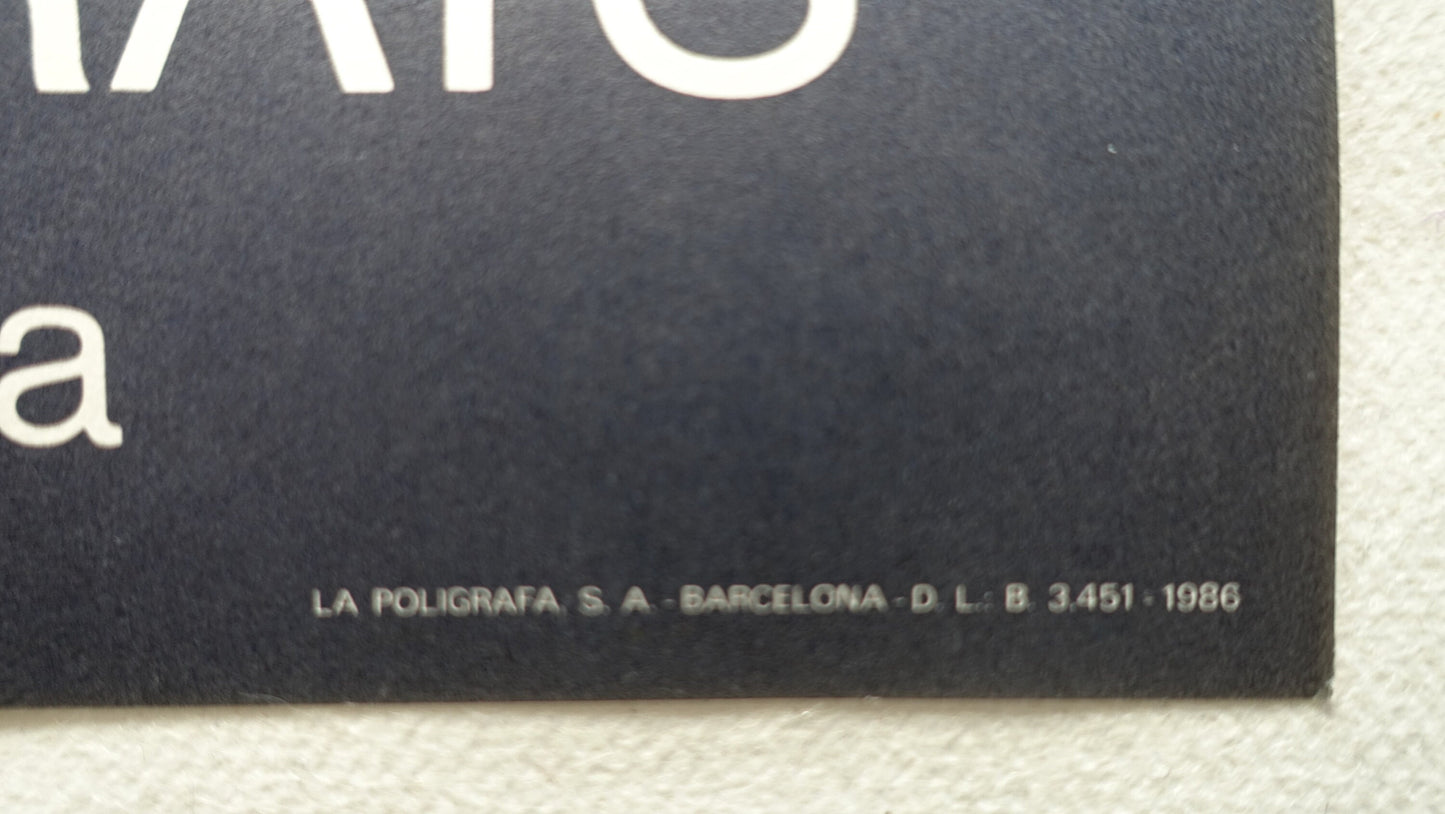 a
LA POLIGRAFA, S. A. - BARCELONA - D. L.: B. 3.451 - 1986